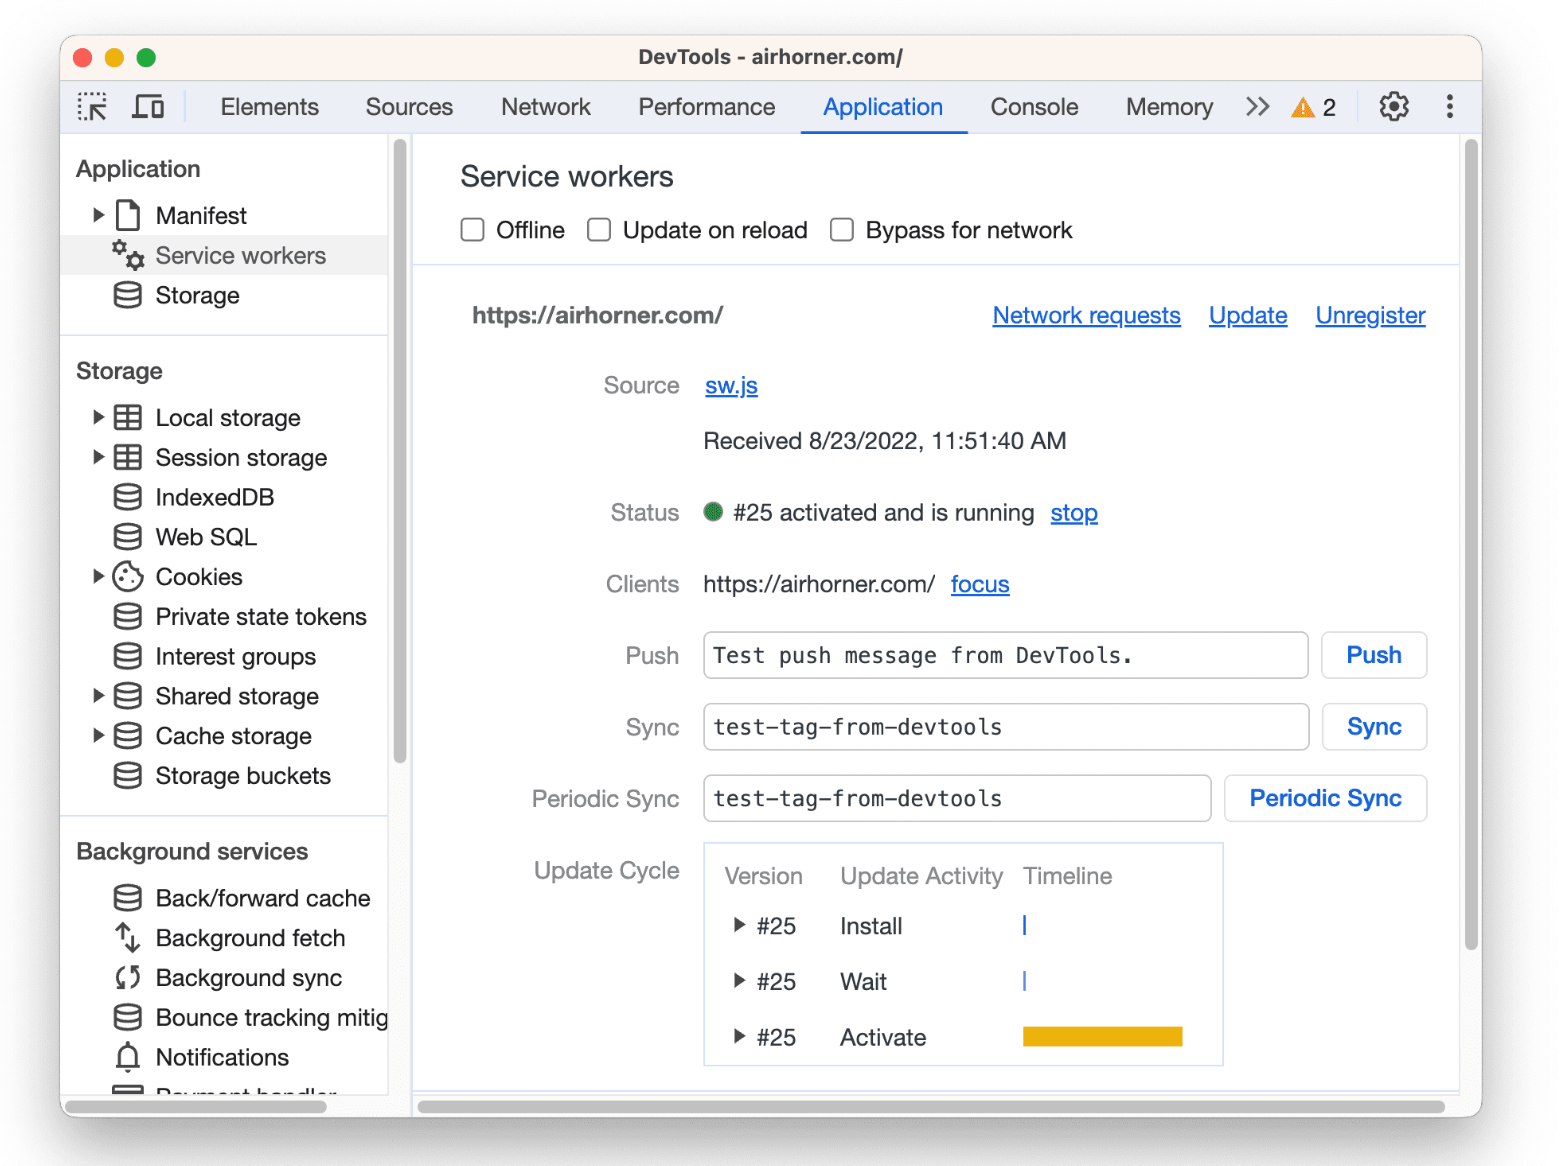 DevTools - airhorner.com/
Elements Sources Network Performance Application Console Memory 2
Application
Manifest
Service workers
Storage
Storage
Local storage
Session storage
IndexedDB
Web SQL
Cookies
Private state tokens
Interest groups
Shared storage
Cache storage
Storage buckets
Background services
Back/forward cache
Background fetch
Background sync
Bounce tracking mitig
Notifications
Payment handler
Service workers
Offline Update on reload Bypass for network
https://airhorner.com/ Network requests Update Unregister
Source sw.js
Received 8/23/2022, 11:51:40 AM
Status #25 activated and is running stop
Clients https://airhorner.com/ focus
Push Test push message from DevTools. Push
Sync test-tag-from-devtools Sync
Periodic Sync test-tag-from-devtools Periodic Sync
Update Cycle Version Update Activity Timeline
#25 Install
#25 Wait
#25 Activate